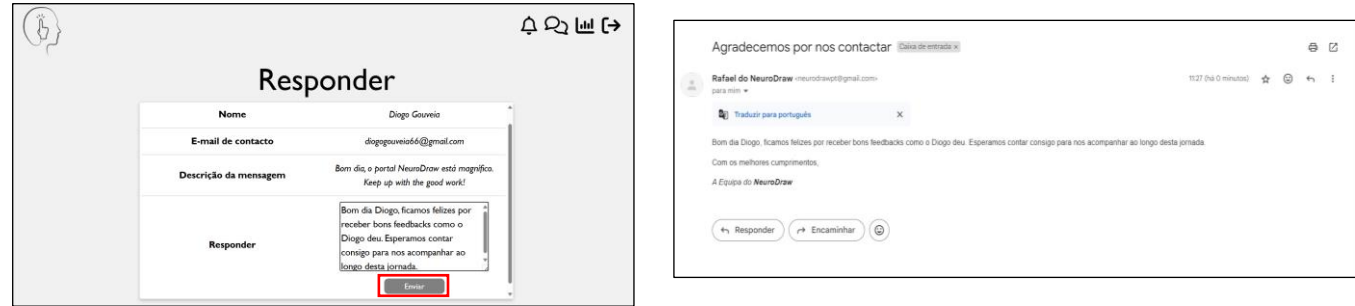 Responder
Nome Diogo Gouveia
E-mail de contacto diogogouveia66@gmail.com
Descrição da mensagem Bom dia, o portal NeuroDraw está magnífico.
Keep up with the good work!
Responder
Bom dia Diogo, ficamos felizes por
receber bons feedbacks como o
Diogo deu. Esperamos contar
consigo para nos acompanhar ao
longo desta jornada.
Enviar
Agradecemos por nos contactar Caixa de entrada x
Rafael do NeuroDraw <neurodrawpt@gmail.com> 11:27 (há 0 minutos)
para mim
Traduzir para português
Bom dia Diogo, ficamos felizes por receber bons feedbacks como o Diogo deu. Esperamos contar consigo para nos acompanhar ao longo desta jornada.
Com os melhores cumprimentos,
A Equipa do NeuroDraw
Responder Encaminhar